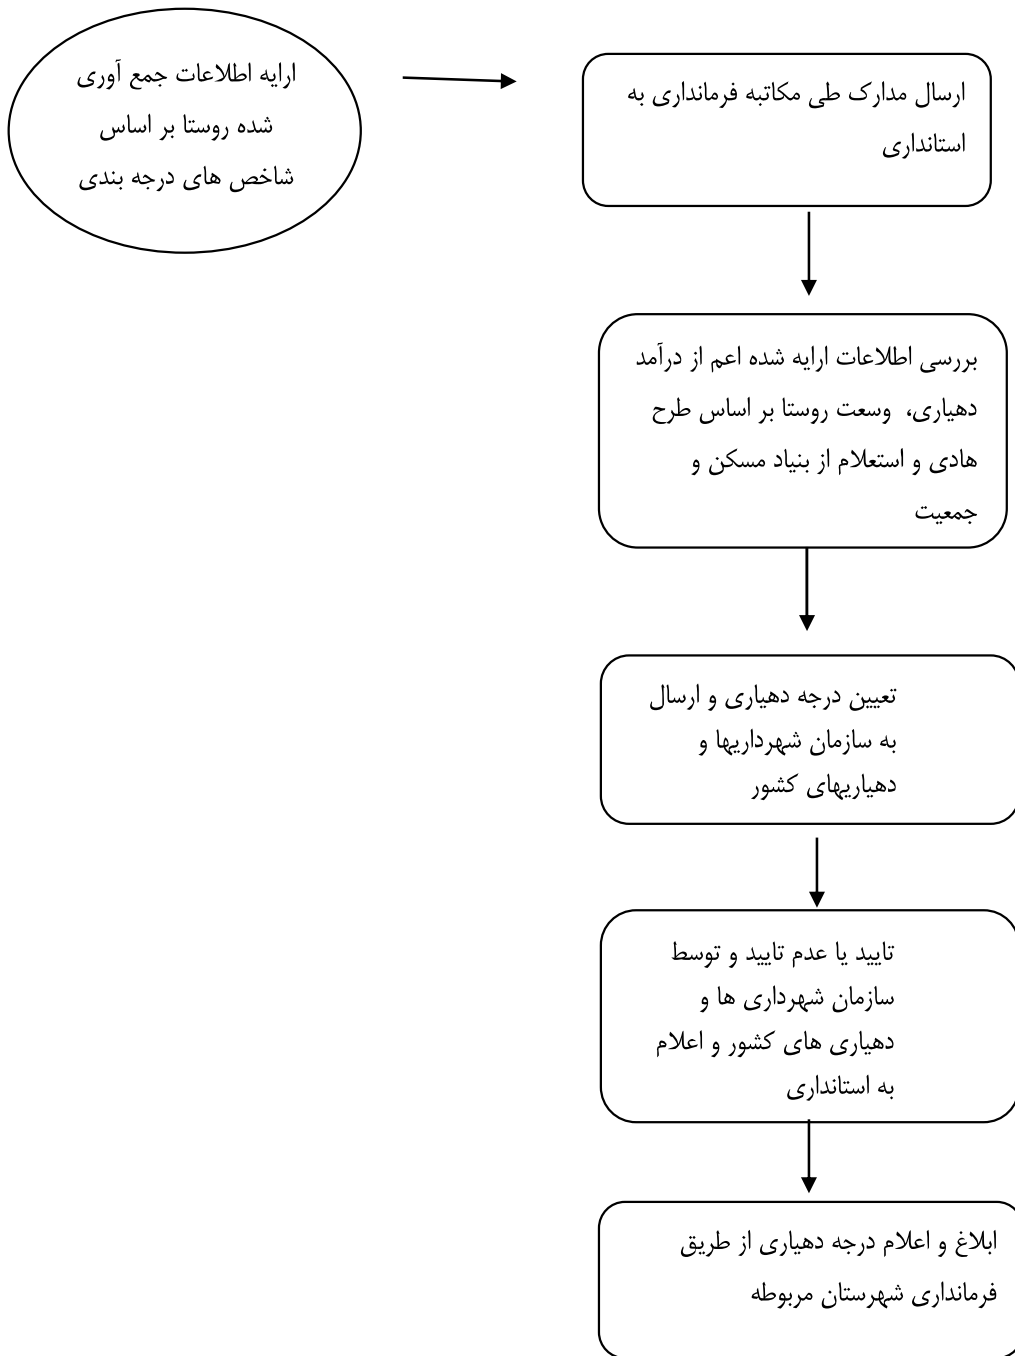 ارایه اطلاعات جمع آوری
شده روستا بر اساس
شاخص های درجه بندی
ارسال مدارک طی مکاتبه فرمانداری به
استانداری
بررسی اطلاعات ارایه شده اعم از درآمد
دهیاری، وسعت روستا بر اساس طرح
هادی و استعلام از بنیاد مسکن و
جمعیت
تعیین درجه دهیاری و ارسال
به سازمان شهرداریها و
دهیاریهای کشور
تایید یا عدم تایید و توسط
سازمان شهرداری ها و
دهیاری های کشور و اعلام
به استانداری
ابلاغ و اعلام درجه دهیاری از طریق
فرمانداری شهرستان مربوطه